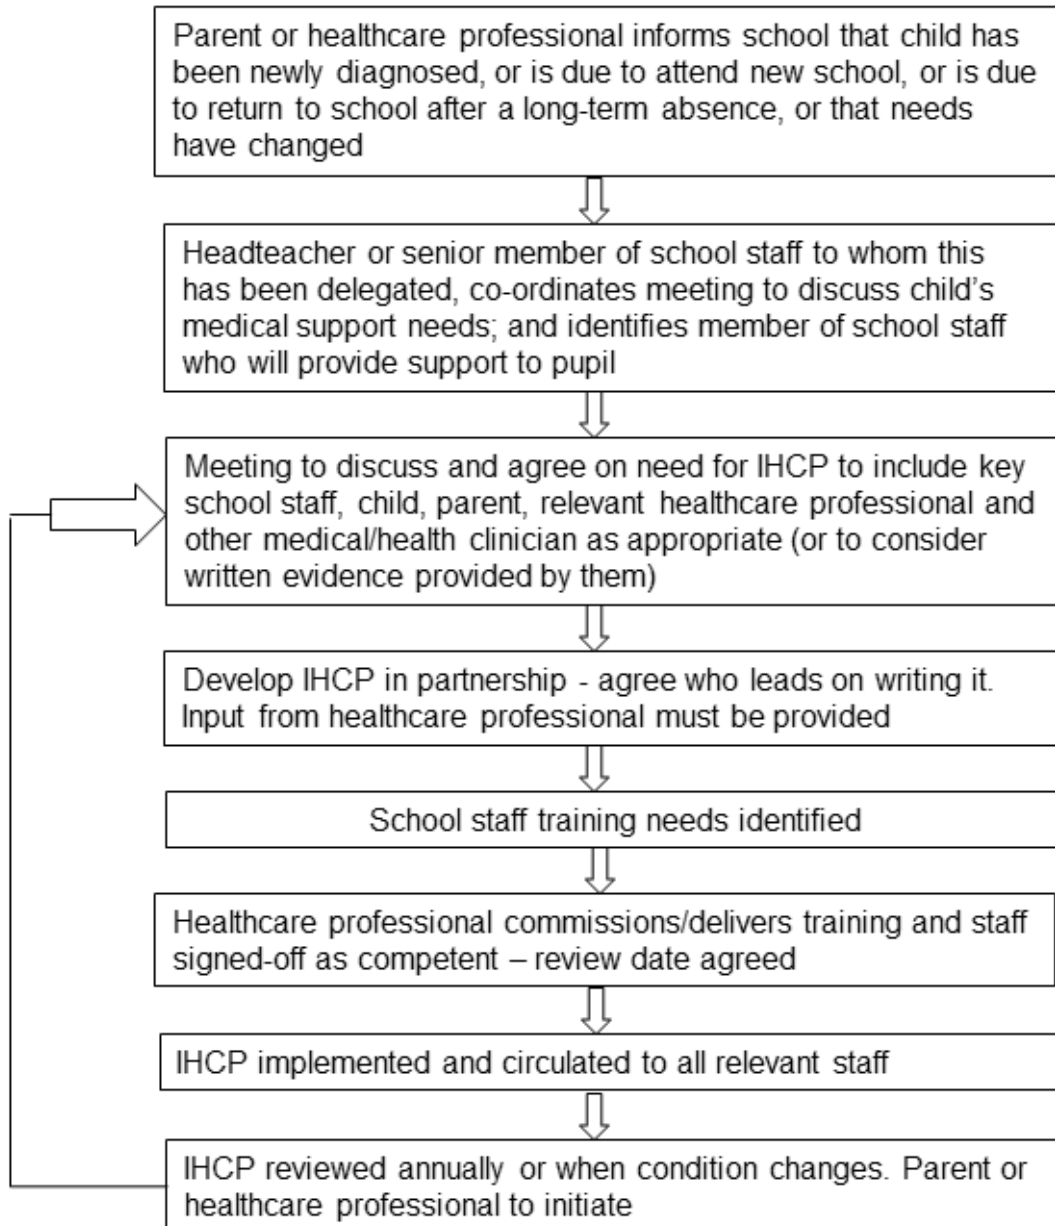 Parent or healthcare professional informs school that child has
been newly diagnosed, or is due to attend new school, or is due
to return to school after a long-term absence, or that needs
have changed
Headteacher or senior member of school staff to whom this
has been delegated, co-ordinates meeting to discuss child’s
medical support needs; and identifies member of school staff
who will provide support to pupil
Meeting to discuss and agree on need for IHCP to include key
school staff, child, parent, relevant healthcare professional and
other medical/health clinician as appropriate (or to consider
written evidence provided by them)
Develop IHCP in partnership - agree who leads on writing it.
Input from healthcare professional must be provided
School staff training needs identified
Healthcare professional commissions/delivers training and staff
signed-off as competent – review date agreed
IHCP implemented and circulated to all relevant staff
IHCP reviewed annually or when condition changes. Parent or
healthcare professional to initiate